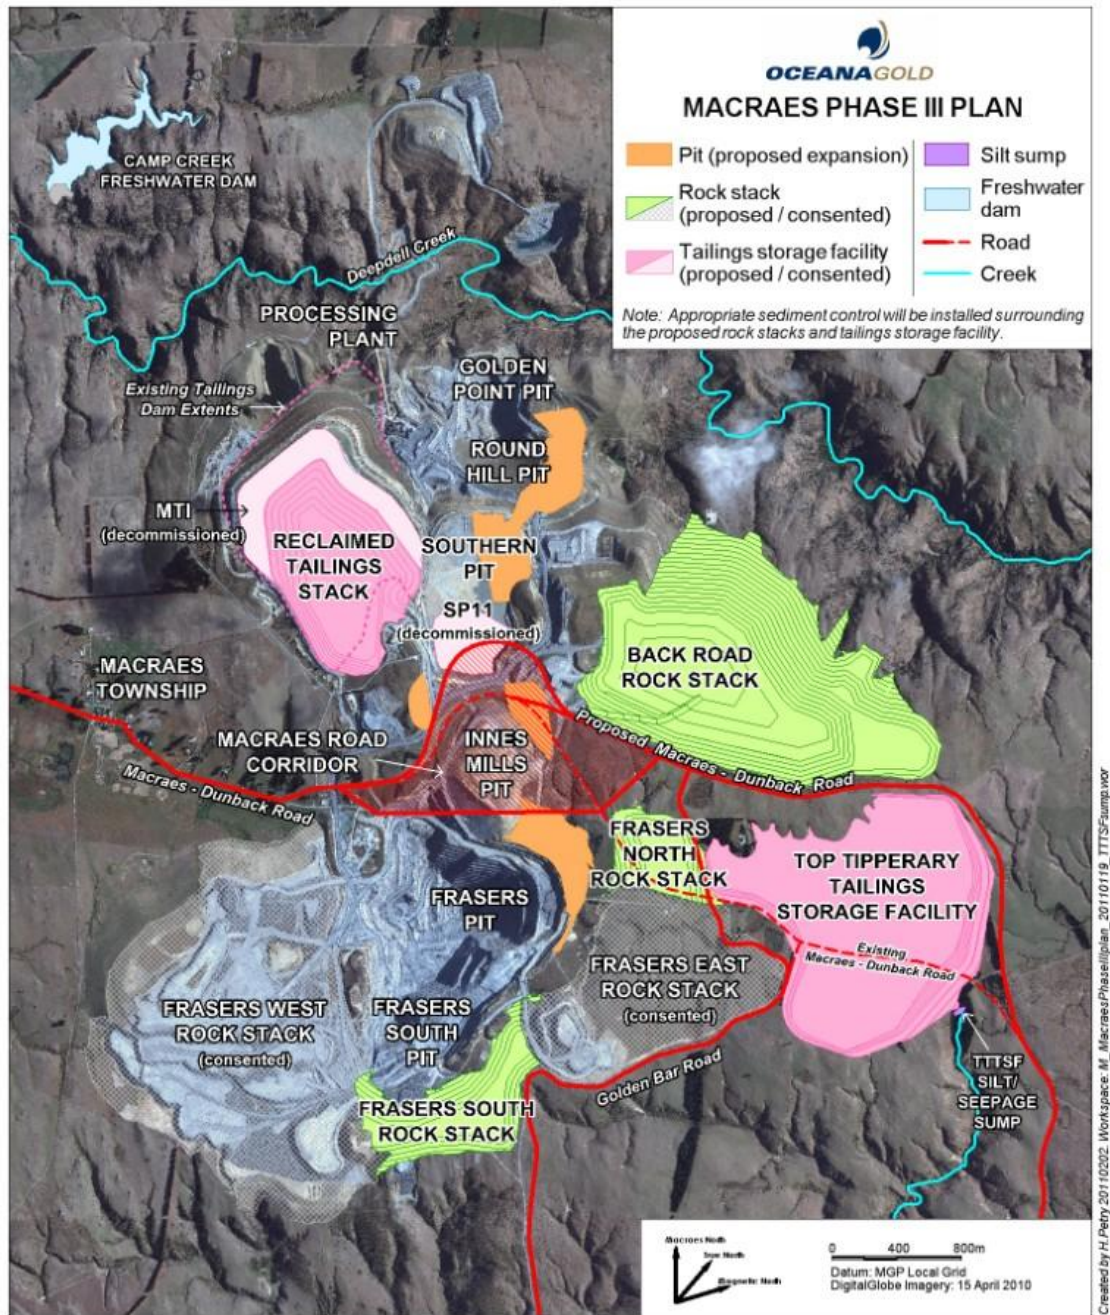 OCEANAGOLD
MACRAES PHASE III PLAN
Pit (proposed expansion)
Rock stack
(proposed / consented)
Tailings storage facility
(proposed / consented)
Silt sump
Freshwater
dam
Road
Creek
Note: Appropriate sediment control will be installed surrounding
the proposed rock stacks and tailings storage facility.
CAMP CREEK
FRESHWATER DAM
Deepdell Creek
PROCESSING
PLANT
GOLDEN
POINT PIT
Existing Tailings
Dam Extents
ROUND
HILL PIT
MTI
(decommissioned)
RECLAIMED
TAILINGS
STACK
SOUTHERN
PIT
SP11
(decommissioned)
MACRAES
TOWNSHIP
BACK ROAD
ROCK STACK
MACRAES ROAD
CORRIDOR
INNES
MILLS
PIT
Proposed Macraes - Dunback Road
Macraes - Dunback Road
FRASERS
NORTH
ROCK STACK
TOP TIPPERARY
TAILINGS
STORAGE FACILITY
FRASERS
PIT
Existing
Macraes - Dunback Road
FRASERS EAST
ROCK STACK
(consented)
FRASERS WEST
ROCK STACK
(consented)
FRASERS
SOUTH
PIT
TTTSF
SILT/
SEEPAGE
SUMP
Golden Bar Road
FRASERS SOUTH
ROCK STACK
Macraes North
True North
Magnetic North
0 400 800m
Datum: MGP Local Grid
DigitalGlobe Imagery: 15 April 2010
Created by H.Petry 20110202. Workspace: M_MacraesPhaseIIIplan_20110119_TTTSFsump.wor